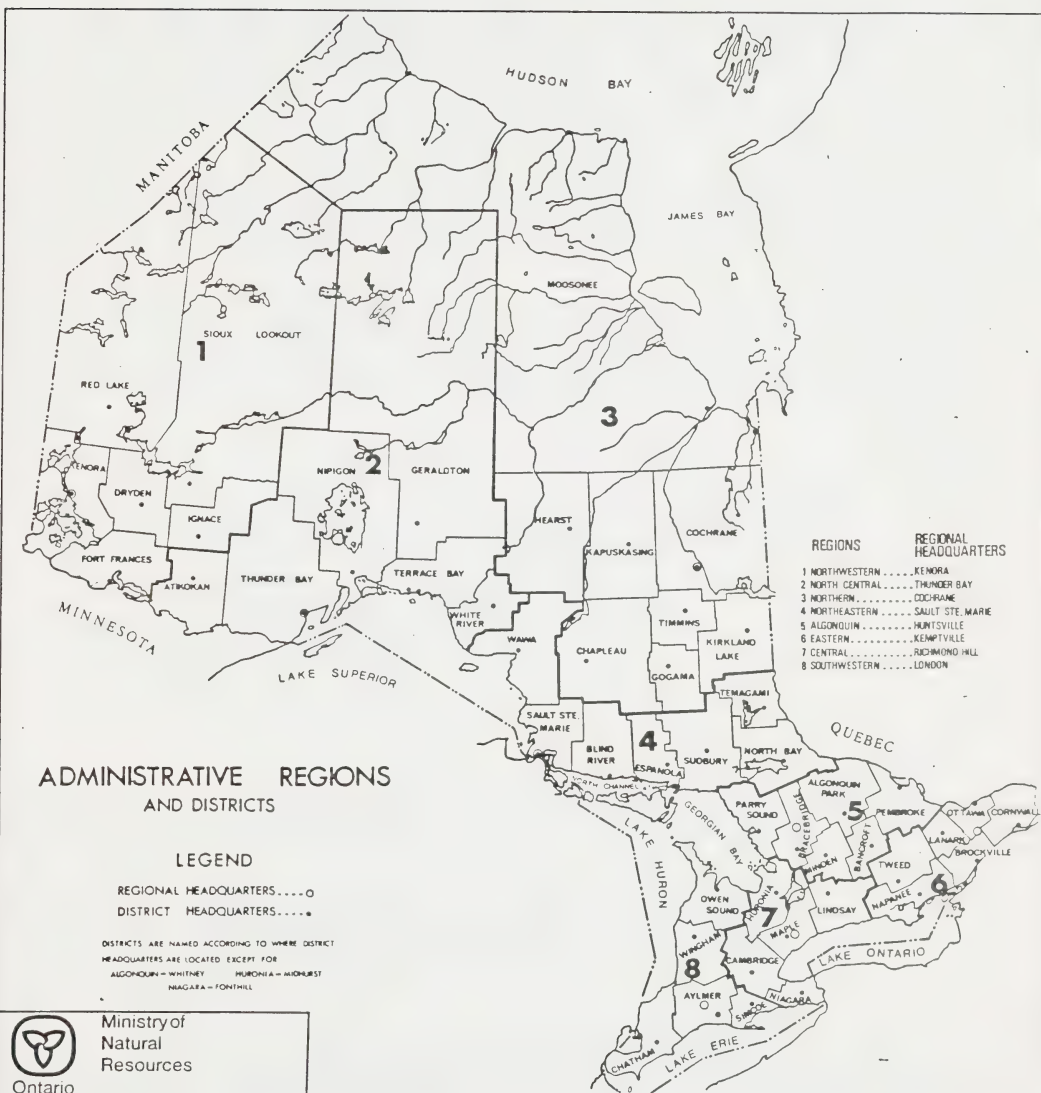 HUDSON BAY
MANITOBA
JAMES BAY
MOOSONEE
SIOUX LOOKOUT
1
RED LAKE
3
KENORA
NIPIGON
2
GERALDTON
DRYDEN
IGNACE
HEARST
COCHRANE
KAPUSKASING
FORT FRANCES
ATIKOKAN
THUNDER BAY
TERRACE BAY
MINNESOTA
WHITE RIVER
TIMMINS
WAWA
CHAPLEAU
KIRKLAND LAKE
GOGAMA
LAKE SUPERIOR
TEMAGAMI
SAULT STE. MARIE
BLIND RIVER
4
ESPANOLA
SUDBURY
NORTH BAY
QUEBEC
NORTH CHANNEL
REGIONS REGIONAL HEADQUARTERS
1 NORTHWESTERN ..... KENORA
2 NORTH CENTRAL ..... THUNDER BAY
3 NORTHERN ..... COCHRANE
4 NORTHEASTERN ..... SAULT STE. MARIE
5 ALGONQUIN ..... HUNTSVILLE
6 EASTERN ..... KEMPTVILLE
7 CENTRAL ..... RICHMOND HILL
8 SOUTHWESTERN ..... LONDON
ALGONQUIN PARK
PARRY SOUND
BRACEBRIDGE
5
PEMBROKE
OTTAWA
CORNWALL
GEORGIAN BAY
MINDEN
BANCROFT
LANARK
BROCKVILLE
TWEED
LAKE HURON
OWEN SOUND
HURONIA
7
LINDSAY
NAPANEE
6
MAPLE
WINGHAM
8
CAMBRIDGE
LAKE ONTARIO
AYLMER
SIMCOE
NIAGARA
CHATHAM
LAKE ERIE
ADMINISTRATIVE REGIONS
AND DISTRICTS
LEGEND
REGIONAL HEADQUARTERS....
DISTRICT HEADQUARTERS....
DISTRICTS ARE NAMED ACCORDING TO WHERE DISTRICT
HEADQUARTERS ARE LOCATED EXCEPT FOR
ALGONQUIN = WHITNEY HURONIA = MIDHURST
NIAGARA = FONTHILL
Ministry of
Natural
Resources
Ontario